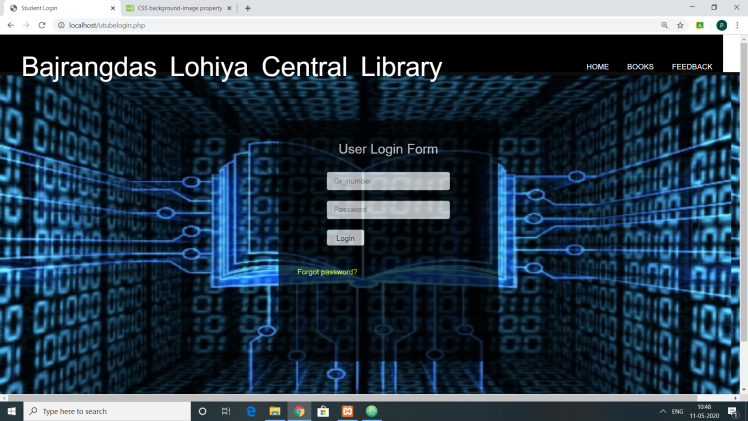 Student Login
CSS background-image property
localhost/utubelogin.php
Bajrangdas Lohiya Central Library
HOME BOOKS FEEDBACK
User Login Form
Gr_number
Password
Login
Forgot password?
Type here to search
ENG
10:48
11-05-2020